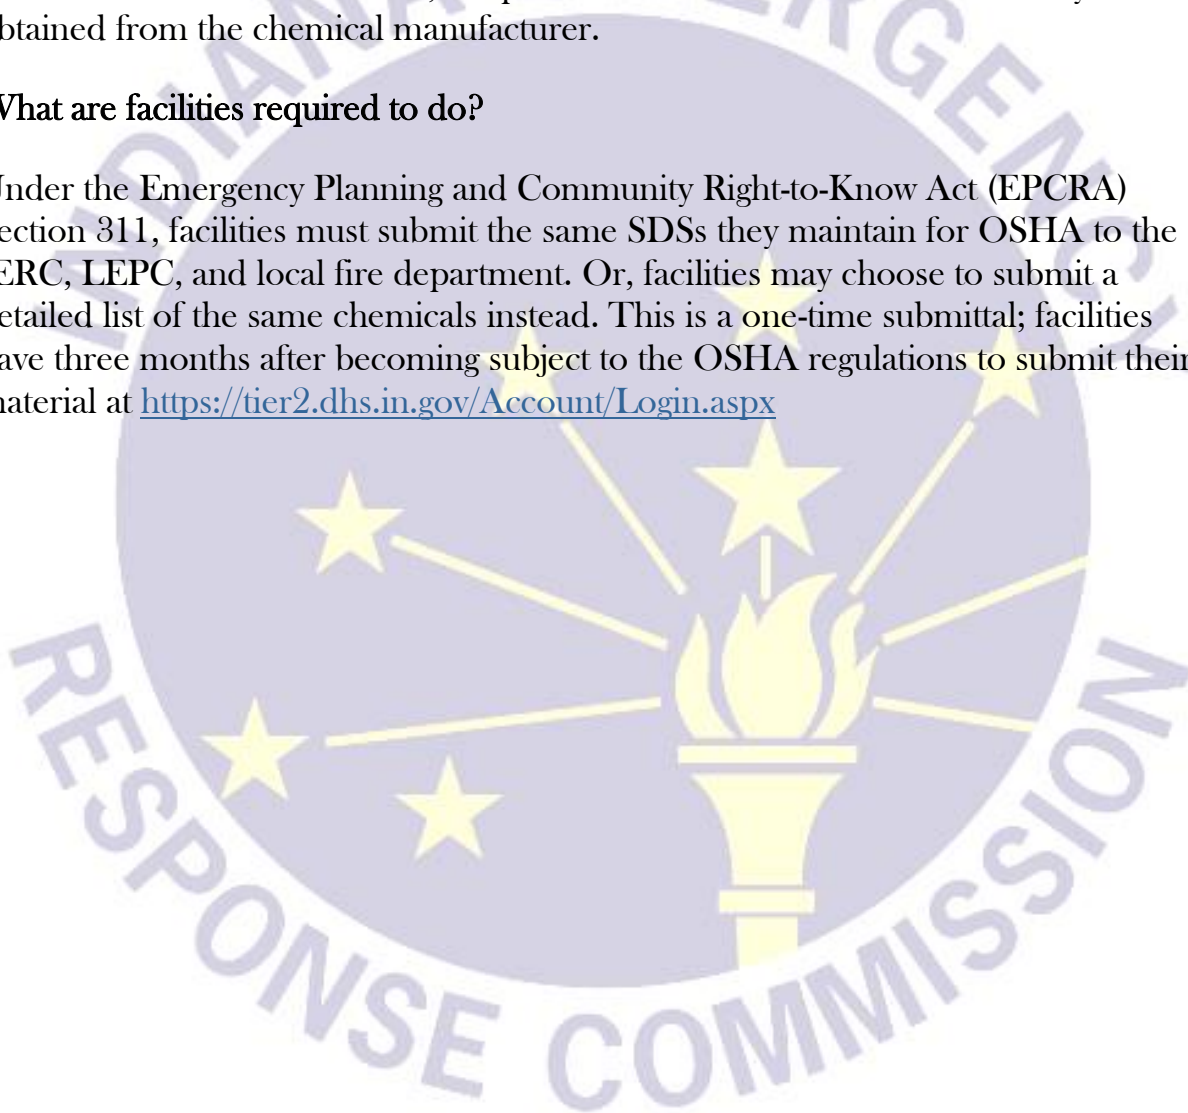 btained from the chemical manufacturer.
What are facilities required to do?
Under the Emergency Planning and Community Right-to-Know Act (EPCRA)
ection 311, facilities must submit the same SDSs they maintain for OSHA to the
ERC, LEPC, and local fire department. Or, facilities may choose to submit a
etailed list of the same chemicals instead. This is a one-time submittal; facilities
ave three months after becoming subject to the OSHA regulations to submit their
material at https://tier2.dhs.in.gov/Account/Login.aspx
INDIANA EMERGENCY
RESPONSE COMMISSION